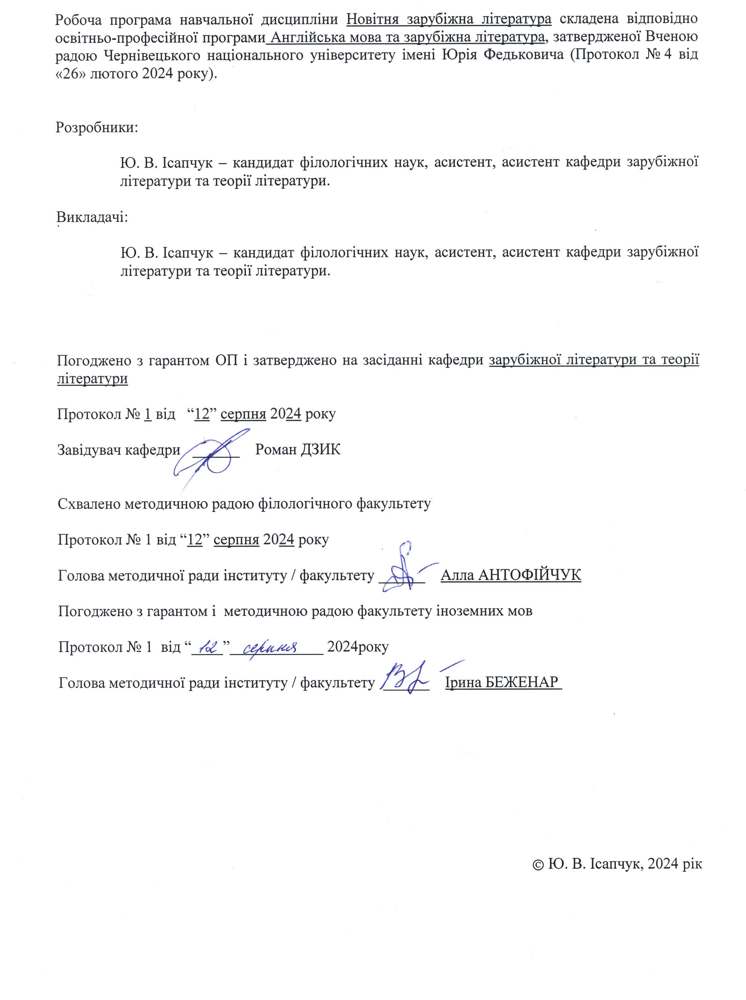 Робоча програма навчальної дисципліни Новітня зарубіжна література складена відповідно
освітньо-професійної програми Англійська мова та зарубіжна література, затвердженої Вченою
радою Чернівецького національного університету імені Юрія Федьковича (Протокол № 4 від
«26» лютого 2024 року).
Розробники:
Ю. В. Ісапчук – кандидат філологічних наук, асистент, асистент кафедри зарубіжної
літератури та теорії літератури.
Викладачі:
Ю. В. Ісапчук – кандидат філологічних наук, асистент, асистент кафедри зарубіжної
літератури та теорії літератури.
Погоджено з гарантом ОП і затверджено на засіданні кафедри зарубіжної літератури та теорії
літератури
Протокол № 1 від “12” серпня 2024 року
Завідувач кафедри ______ Роман ДЗИК
Схвалено методичною радою філологічного факультету
Протокол № 1 від “12” серпня 2024 року
Голова методичної ради інституту / факультету ______ Алла АНТОФІЙЧУК
Погоджено з гарантом і методичною радою факультету іноземних мов
Протокол № 1 від “12” серпня 2024року
Голова методичної ради інституту / факультету ______ Ірина БЕЖЕНАР
© Ю. В. Ісапчук, 2024 рік